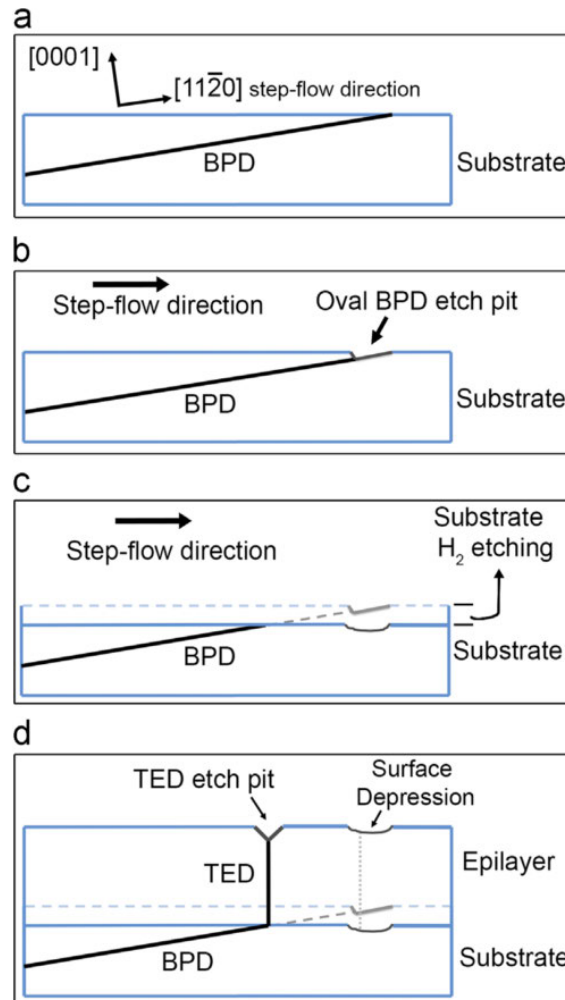 a
[0001]
[112̄0] step-flow direction
BPD
Substrate
b
Step-flow direction
Oval BPD etch pit
BPD
Substrate
c
Step-flow direction
Substrate
H₂ etching
BPD
Substrate
d
TED etch pit
Surface
Depression
TED
Epilayer
BPD
Substrate